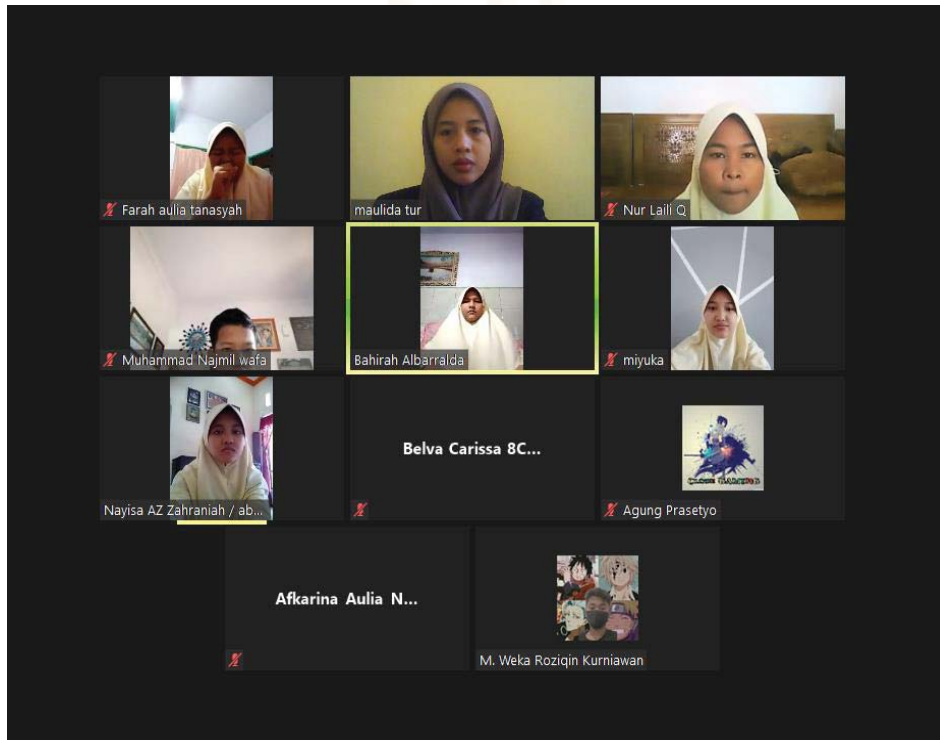 Farah aulia tanasyah
maulida tur
Nur Laili Q
Muhammad Najmil wafa
Bahirah Albarralda
miyuka
Nayisa AZ Zahraniah / ab...
Belva Carissa 8C...
Agung Prasetyo
Afkarina Aulia N...
M. Weka Roziqin Kurniawan